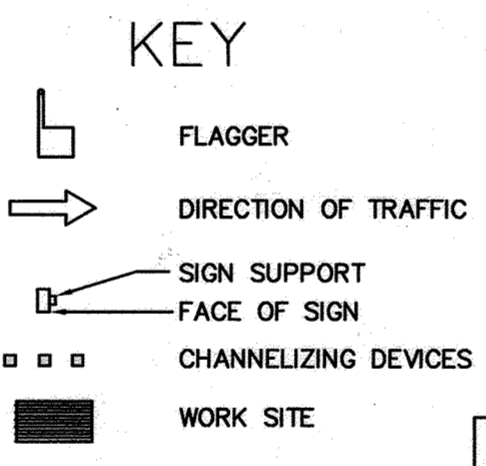 KEY
FLAGGER
DIRECTION OF TRAFFIC
SIGN SUPPORT
FACE OF SIGN
CHANNELIZING DEVICES
WORK SITE